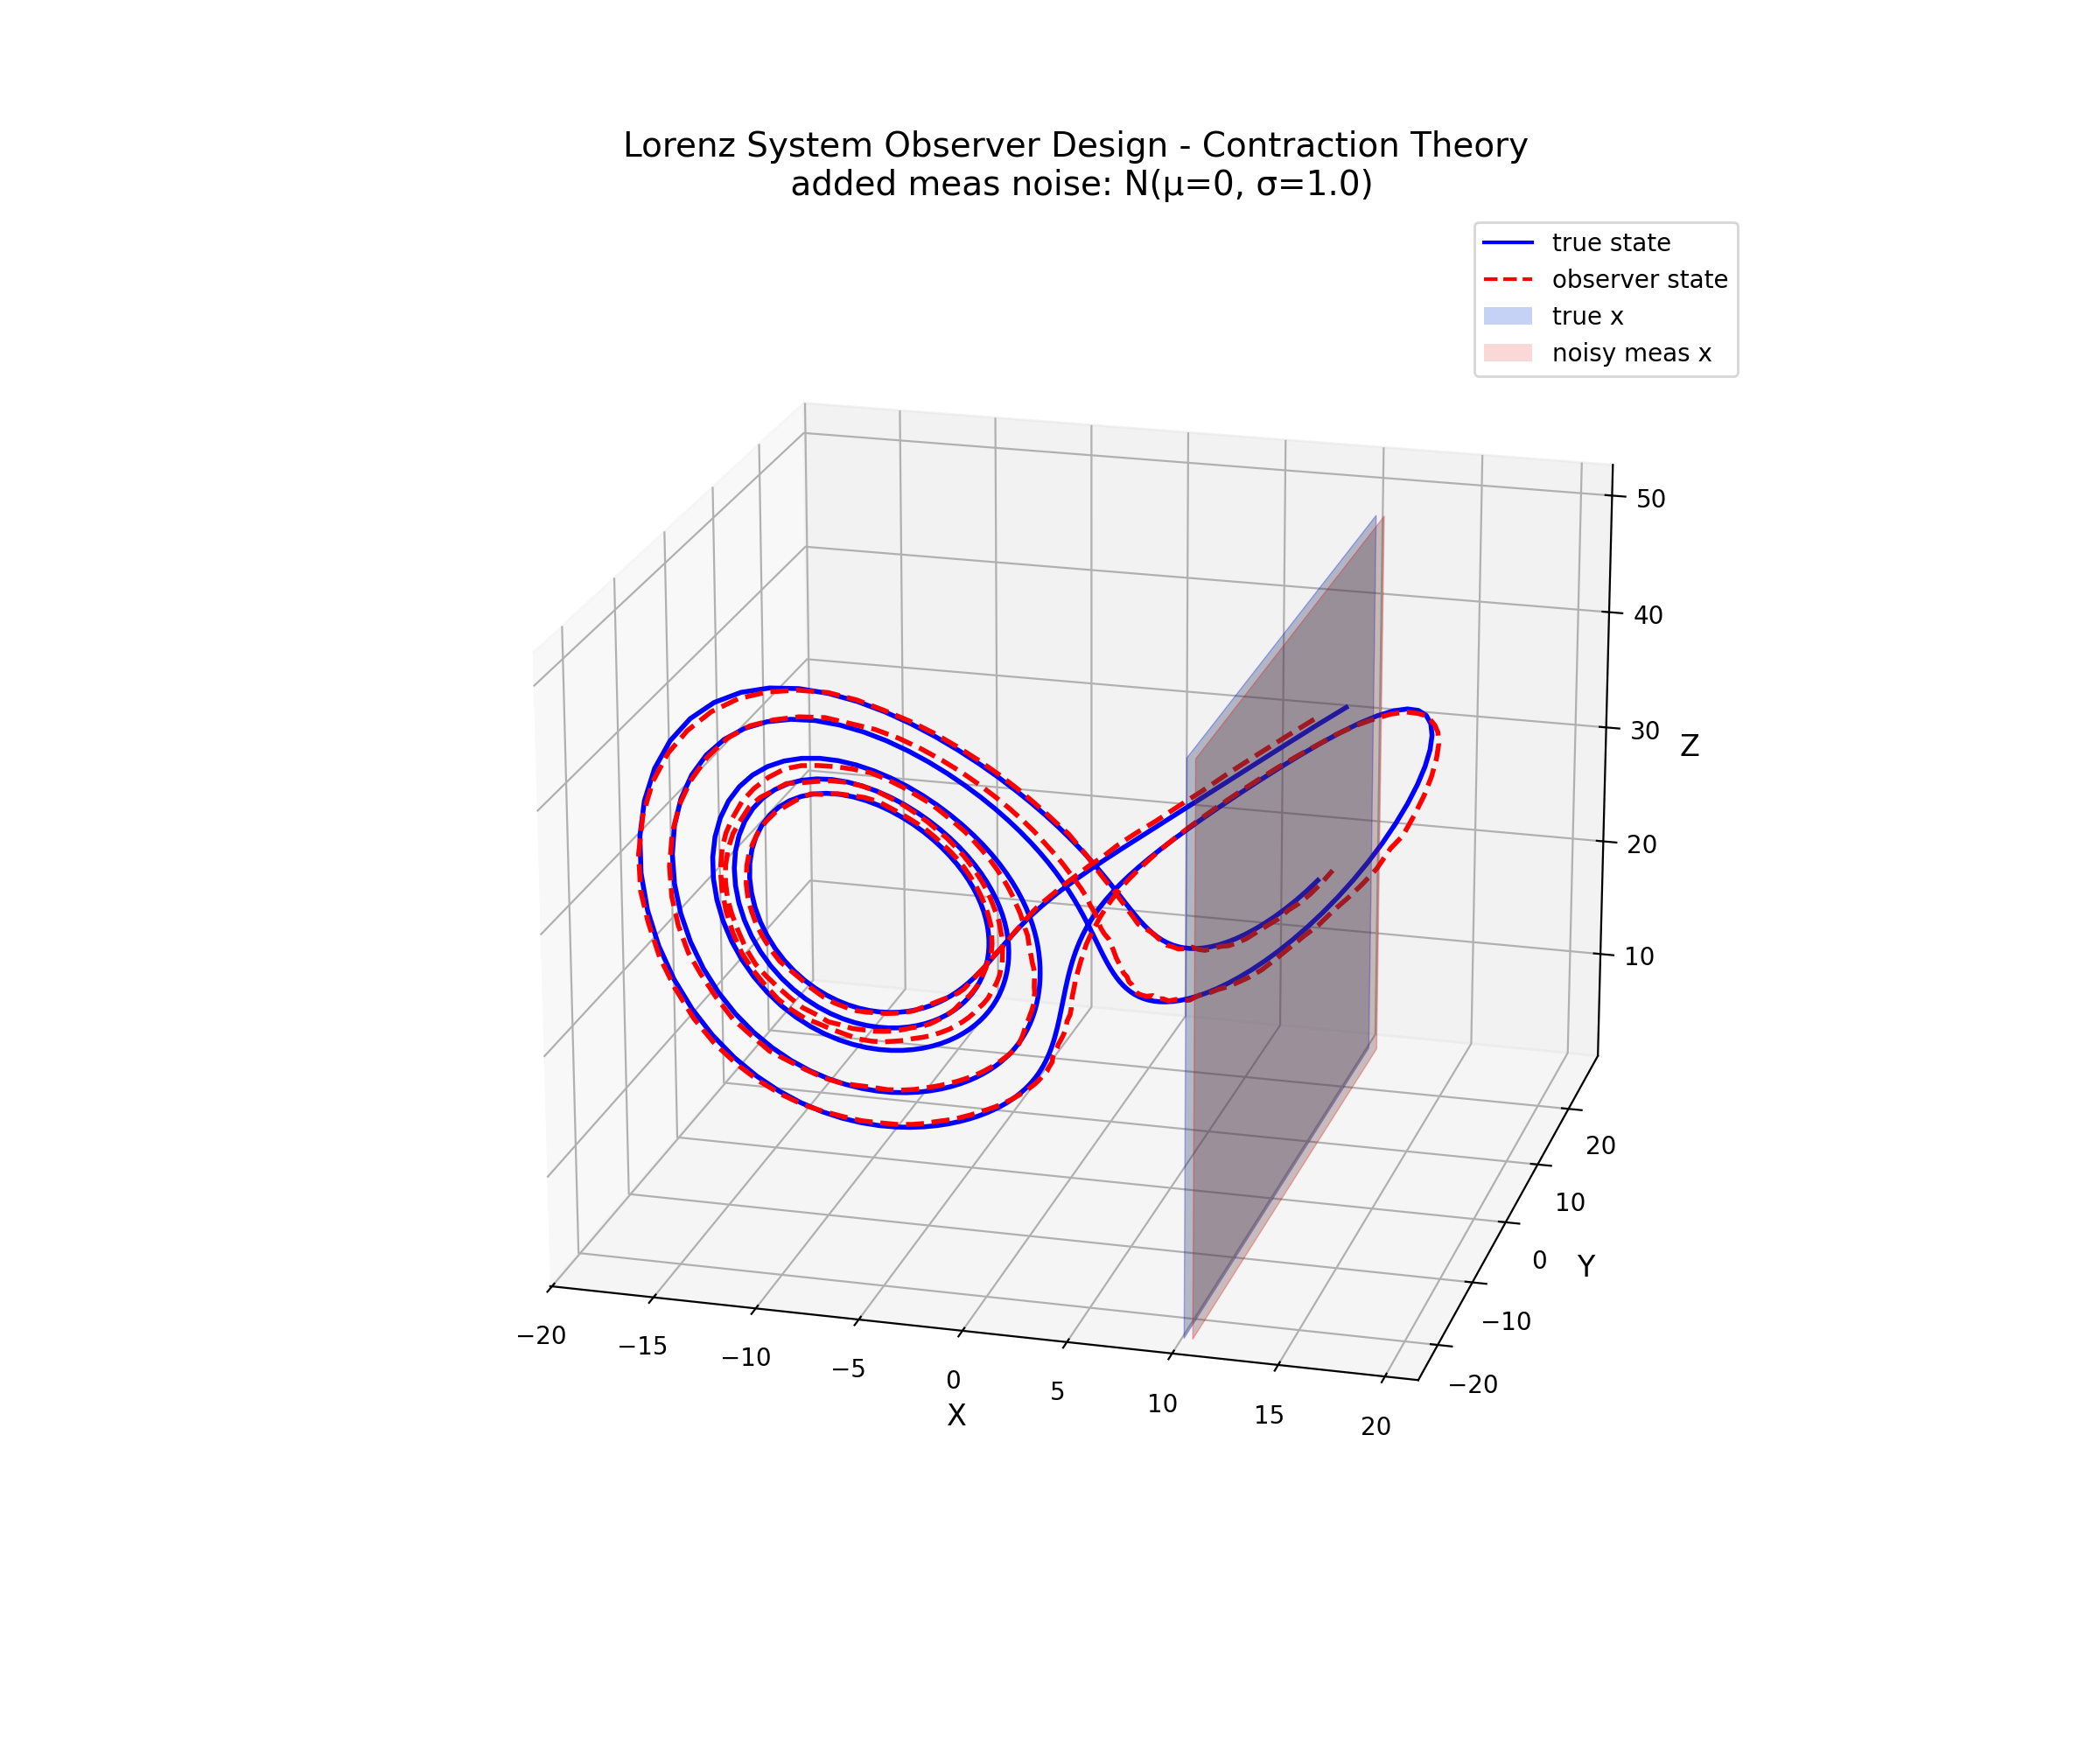 Lorenz System Observer Design - Contraction Theory
added meas noise: N(μ=0, σ=1.0)
true state
observer state
true x
noisy meas x
50
40
30
20
10
Z
20
10
0
−10
−20
Y
−20
−15
−10
−5
0
5
10
15
20
X